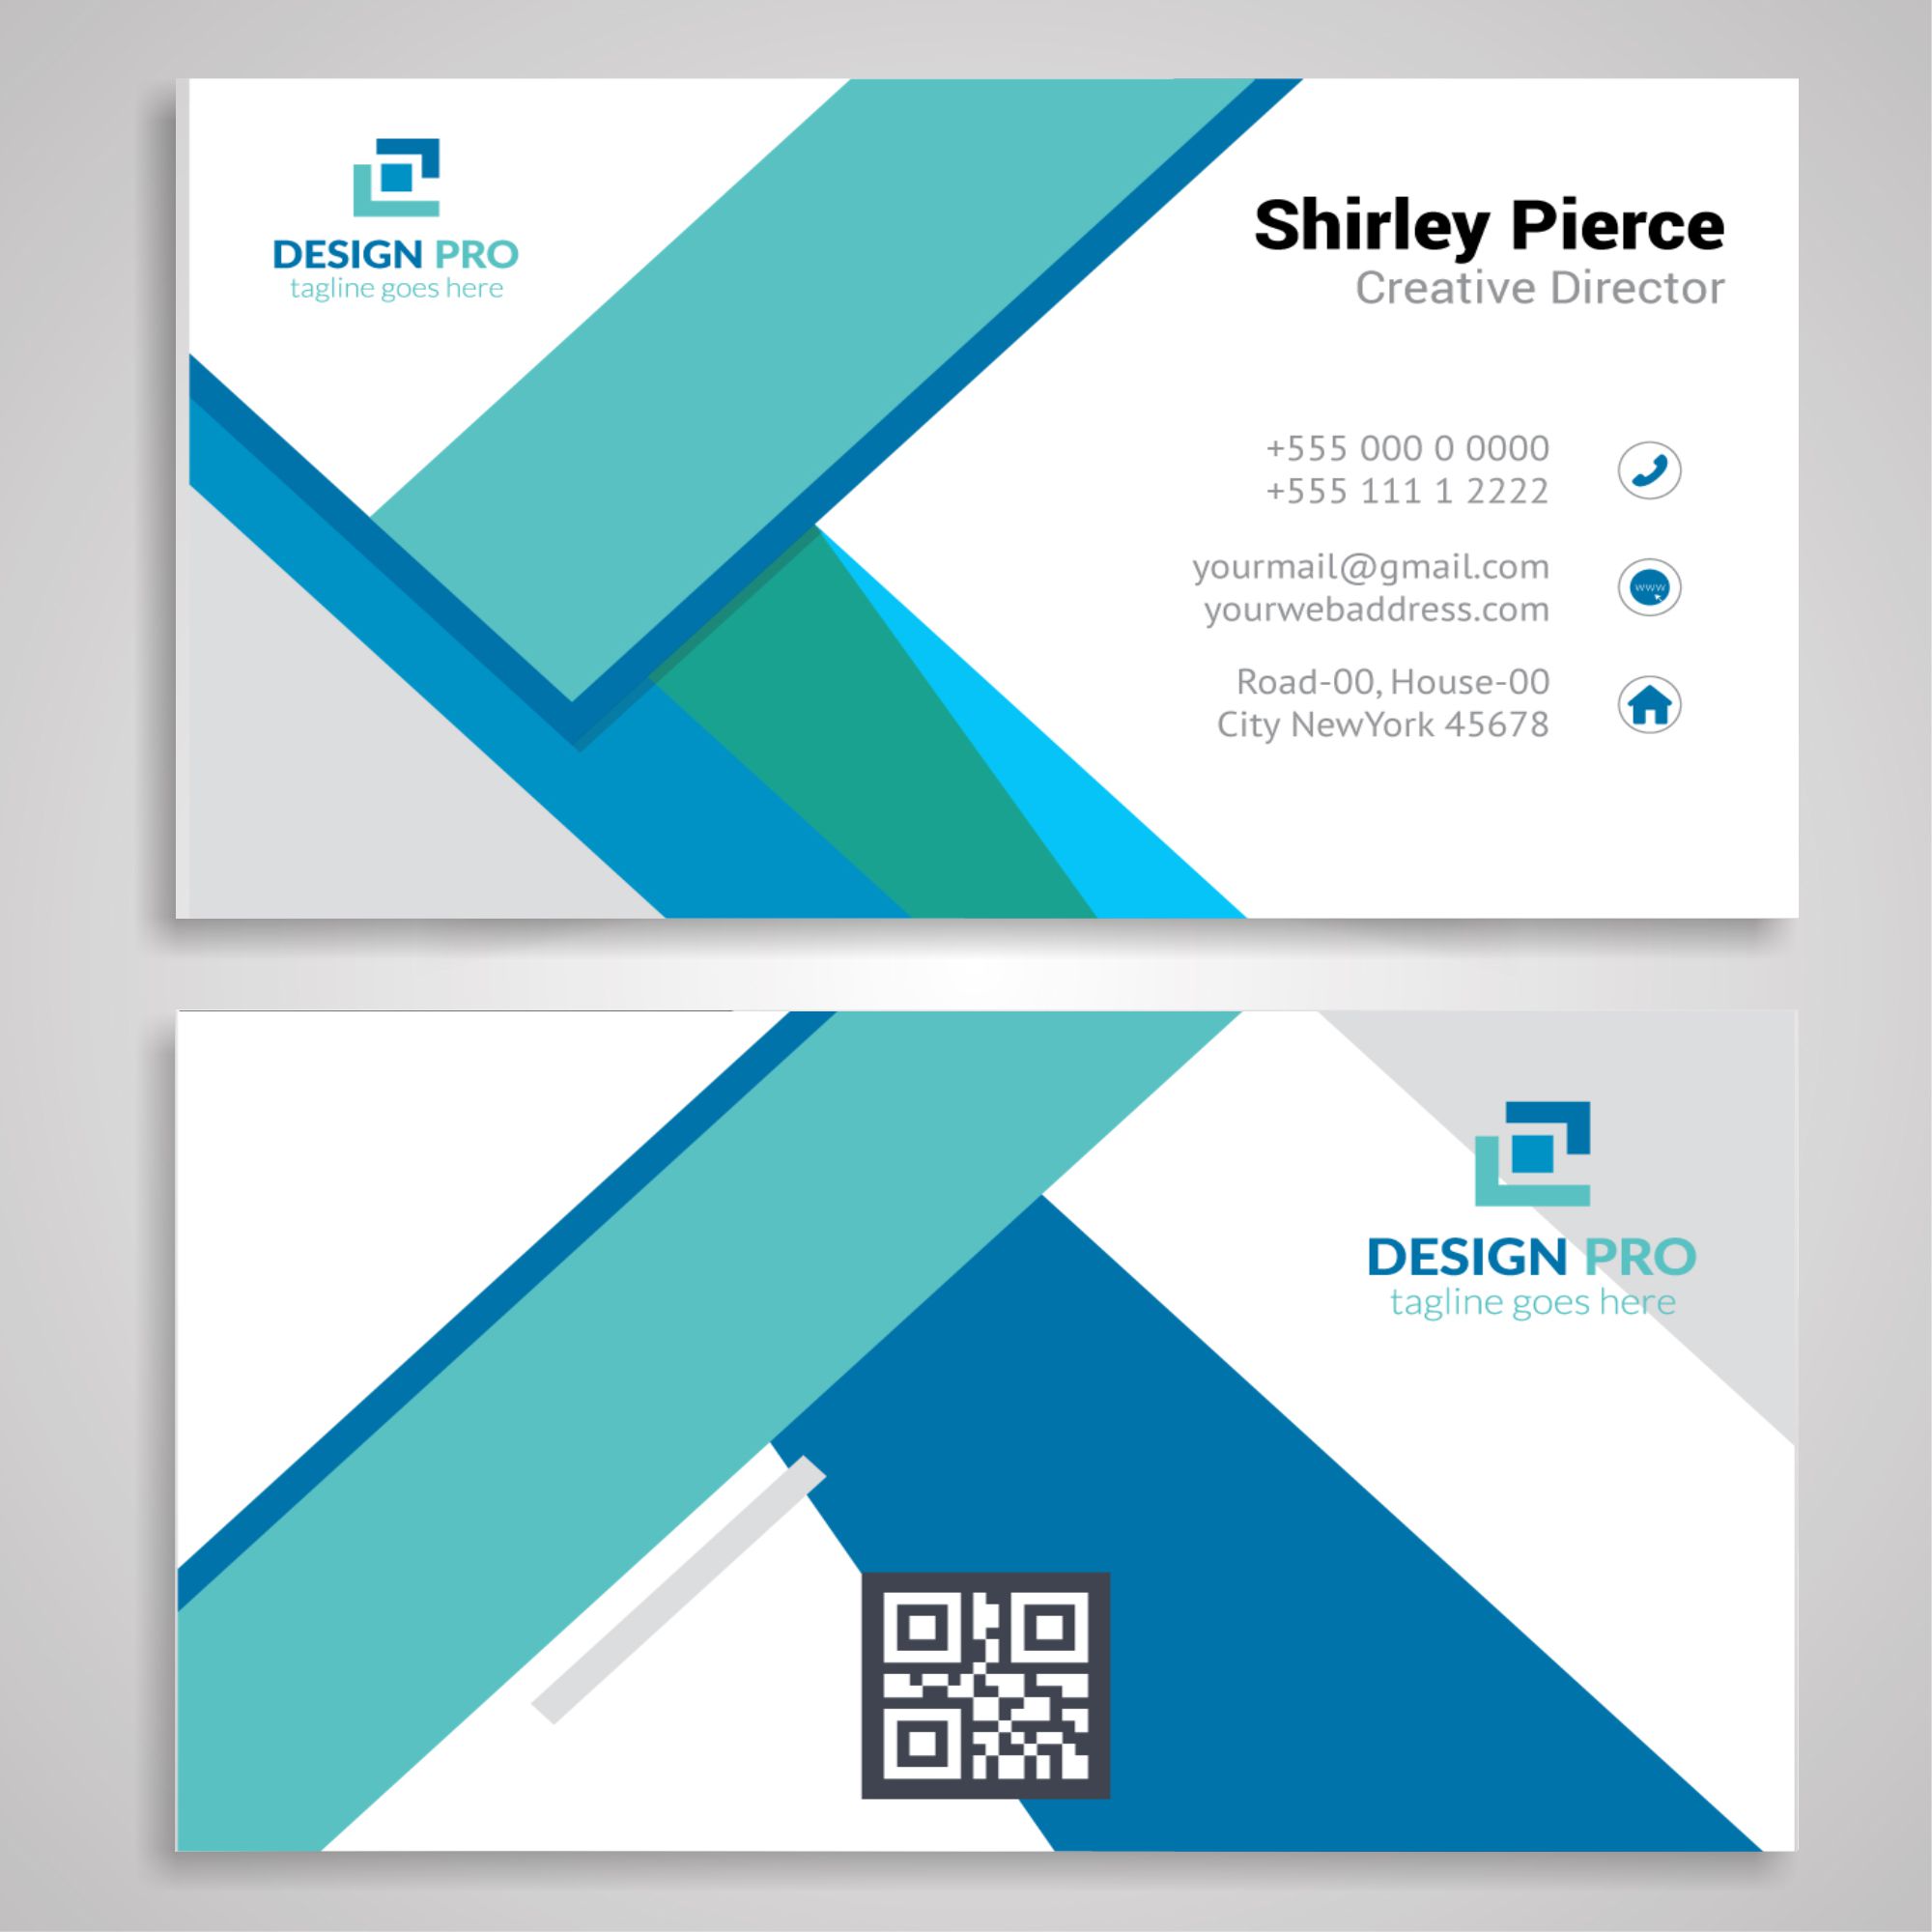 DESIGN PRO
tagline goes here
Shirley Pierce
Creative Director
+555 000 0 0000
+555 111 1 2222
yourmail@gmail.com
www
yourwebaddress.com
Road-00, House-00
City NewYork 45678
DESIGN PRO
tagline goes here